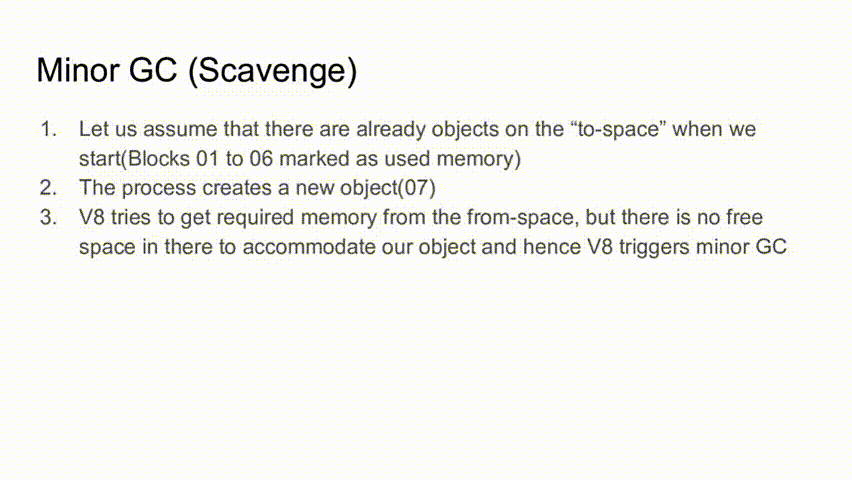 Minor GC (Scavenge)
1. Let us assume that there are already objects on the “to-space” when we
start(Blocks 01 to 06 marked as used memory)
2. The process creates a new object(07)
3. V8 tries to get required memory from the from-space, but there is no free
space in there to accommodate our object and hence V8 triggers minor GC